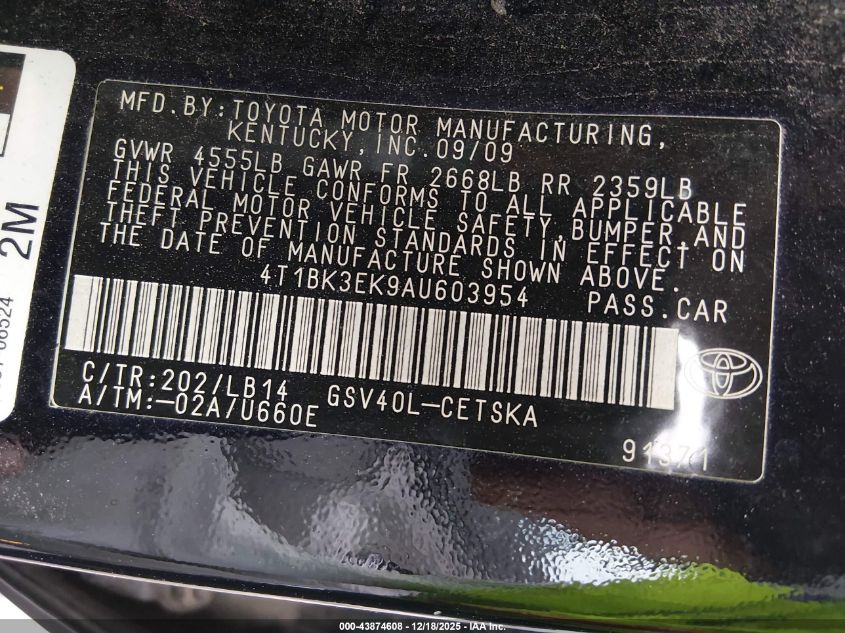 MFD.BY:TOYOTA MOTOR MANUFACTURING,
KENTUCKY,INC.09/09
GVWR 4555LB GAWR FR 2668LB RR 2359LB
THIS VEHICLE CONFORMS TO ALL APPLICABLE
FEDERAL MOTOR VEHICLE SAFETY,BUMPER,AND
THEFT PREVENTION STANDARDS IN EFFECT ON
THE DATE OF MANUFACTURE SHOWN ABOVE.
4T1BK3EK9AU603954 PASS.CAR
C/TR:202/LB14 GSV40L-CETSKA
A/TM:-02A/U660E
91371
2M
06524
000-43874608 - 12/18/2025 - IAA Inc.